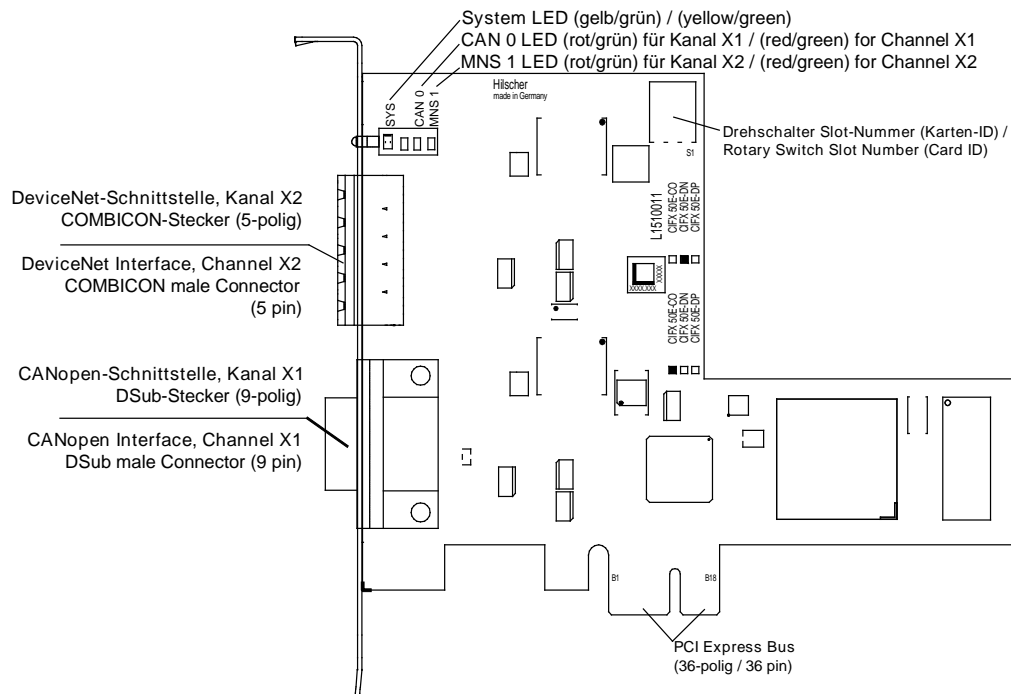 System LED (gelb/grün) / (yellow/green)
CAN 0 LED (rot/grün) für Kanal X1 / (red/green) for Channel X1
MNS 1 LED (rot/grün) für Kanal X2 / (red/green) for Channel X2
SYS
CAN 0
MNS 1
Hilscher
made in Germany
S1
Drehschalter Slot-Nummer (Karten-ID) /
Rotary Switch Slot Number (Card ID)
DeviceNet-Schnittstelle, Kanal X2
COMBICON-Stecker (5-polig)
DeviceNet Interface, Channel X2
COMBICON male Connector
(5 pin)
L1510011
CIFX 50E-CO
CIFX 50E-DN
CIFX 50E-DP
XXXXXXX
XXXXX
CIFX 50E-CO
CIFX 50E-DN
CIFX 50E-DP
CANopen-Schnittstelle, Kanal X1
DSub-Stecker (9-polig)
CANopen Interface, Channel X1
DSub male Connector (9 pin)
B1
B18
PCI Express Bus
(36-polig / 36 pin)